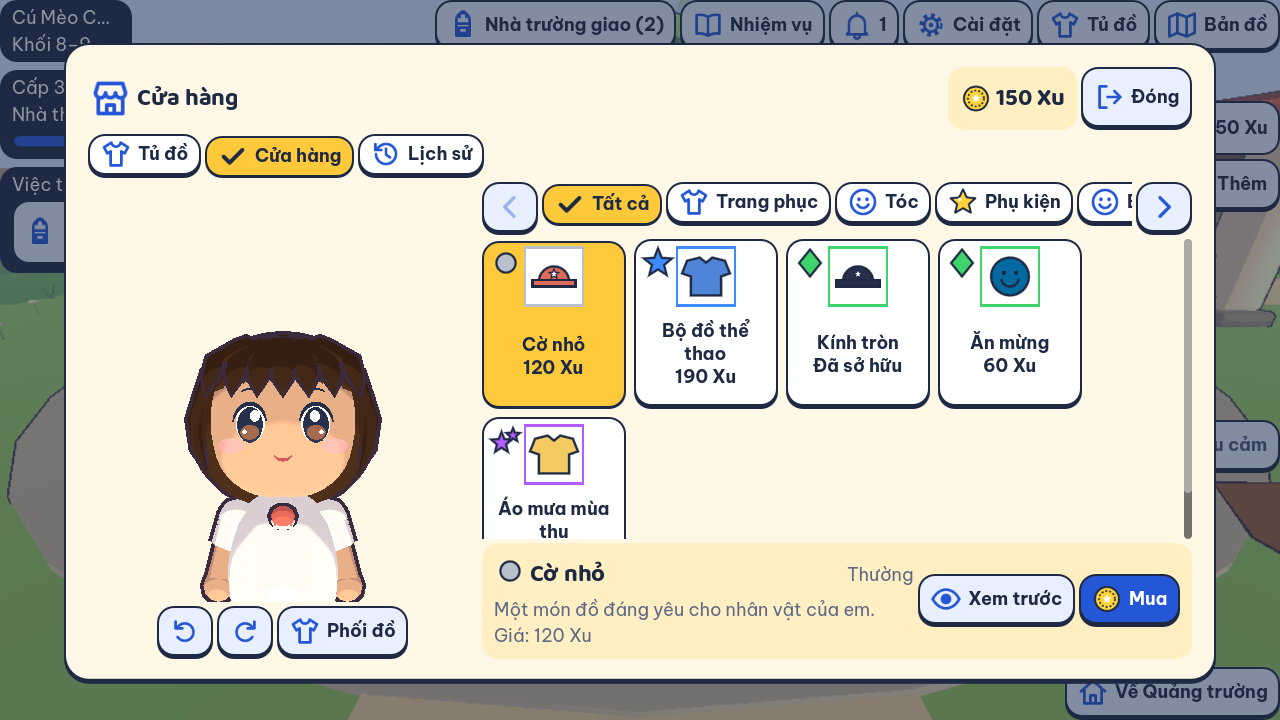 Cú Mèo C...
Khối 8-9
Nhà trường giao (2)
Nhiệm vụ
1
Cài đặt
Tủ đồ
Bản đồ
Cấp 3
Cửa hàng
150 Xu
Đóng
50 Xu
Thêm
Việc t
Tủ đồ
Cửa hàng
Lịch sử
Tất cả
Trang phục
Tóc
Phụ kiện
Cờ nhỏ
120 Xu
Bộ đồ thể
thao
190 Xu
Kính tròn
Đã sở hữu
Ăn mừng
60 Xu
Áo mưa mùa
thu
cảm
Cờ nhỏ
Thường
Một món đồ đáng yêu cho nhân vật của em.
Giá: 120 Xu
Xem trước
Mua
Phối đồ
Về Quảng trường